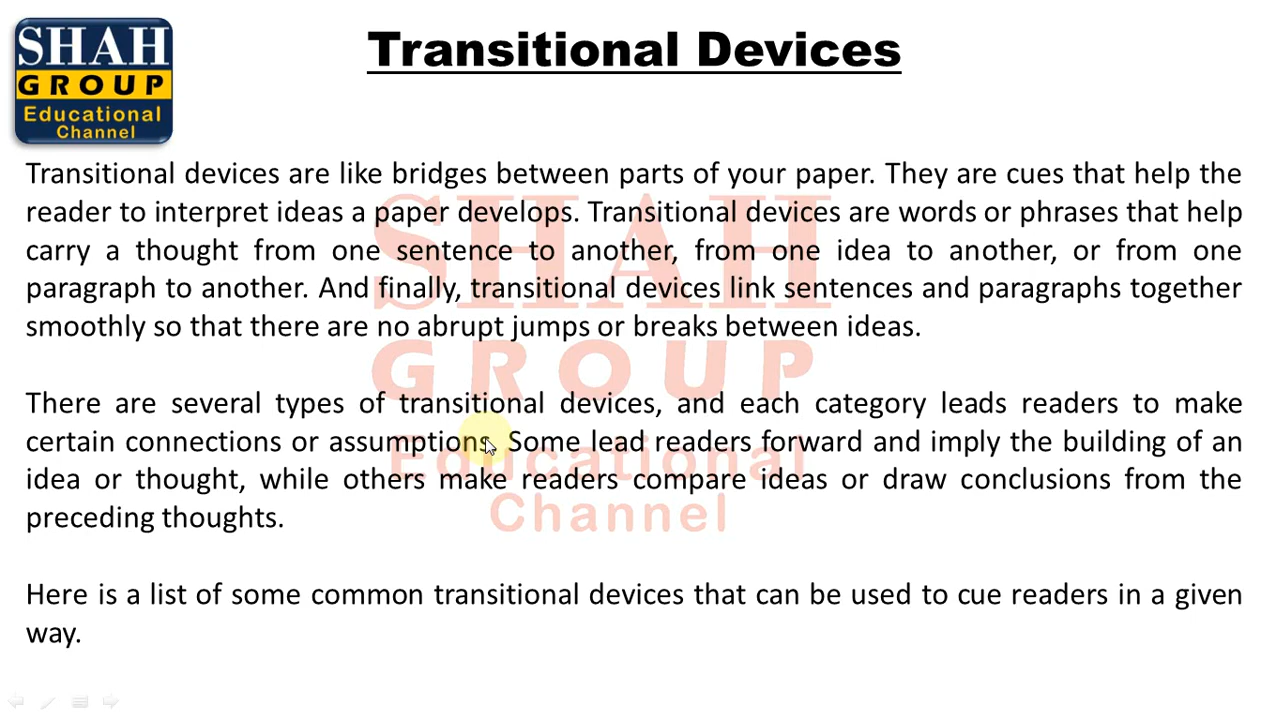 SHAH
GROUP
Educational
Channel
Transitional Devices
Transitional devices are like bridges between parts of your paper. They are cues that help the
reader to interpret ideas a paper develops. Transitional devices are words or phrases that help
carry a thought from one sentence to another, from one idea to another, or from one
paragraph to another. And finally, transitional devices link sentences and paragraphs together
smoothly so that there are no abrupt jumps or breaks between ideas.
There are several types of transitional devices, and each category leads readers to make
certain connections or assumptions. Some lead readers forward and imply the building of an
idea or thought, while others make readers compare ideas or draw conclusions from the
preceding thoughts.
Here is a list of some common transitional devices that can be used to cue readers in a given
way.
SHAH
GROUP
Educational
Channel